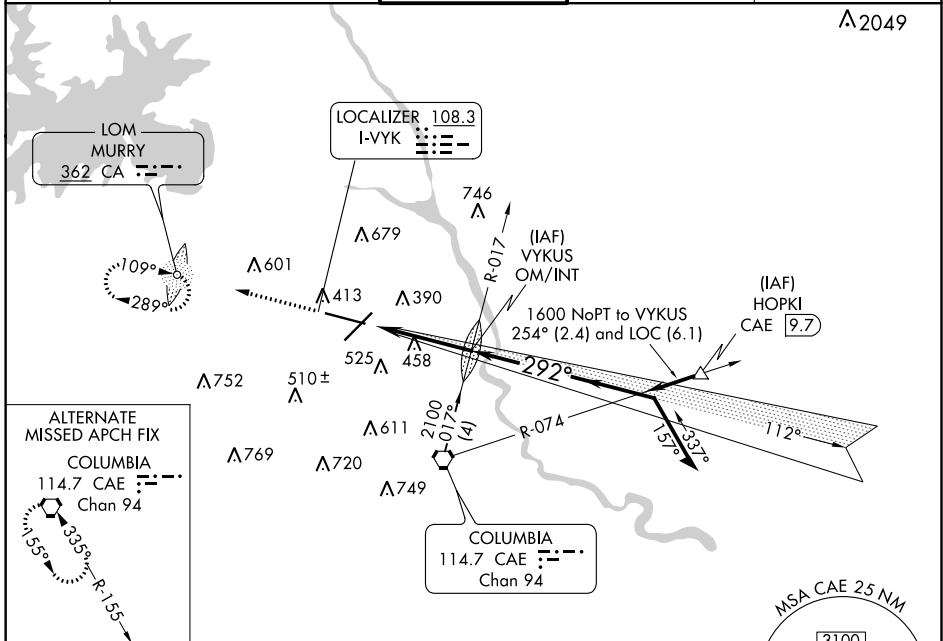 2049
LOCALIZER 108.3
I-VYK
LOM
MURRY
362 CA
746
679
601
(IAF)
VYKUS
OM/INT
R-017
109°
289°
413
390
(IAF)
HOPKI
CAE 9.7
1600 NoPT to VYKUS
254° (2.4) and LOC (6.1)
525
458
292°
752
510±
2100
017°
(4)
R-074
337°
157°
112°
611
769
720
749
ALTERNATE
MISSED APCH FIX
COLUMBIA
114.7 CAE
Chan 94
155°
335°
R-155
COLUMBIA
114.7 CAE
Chan 94
MSA CAE 25 NM
3100